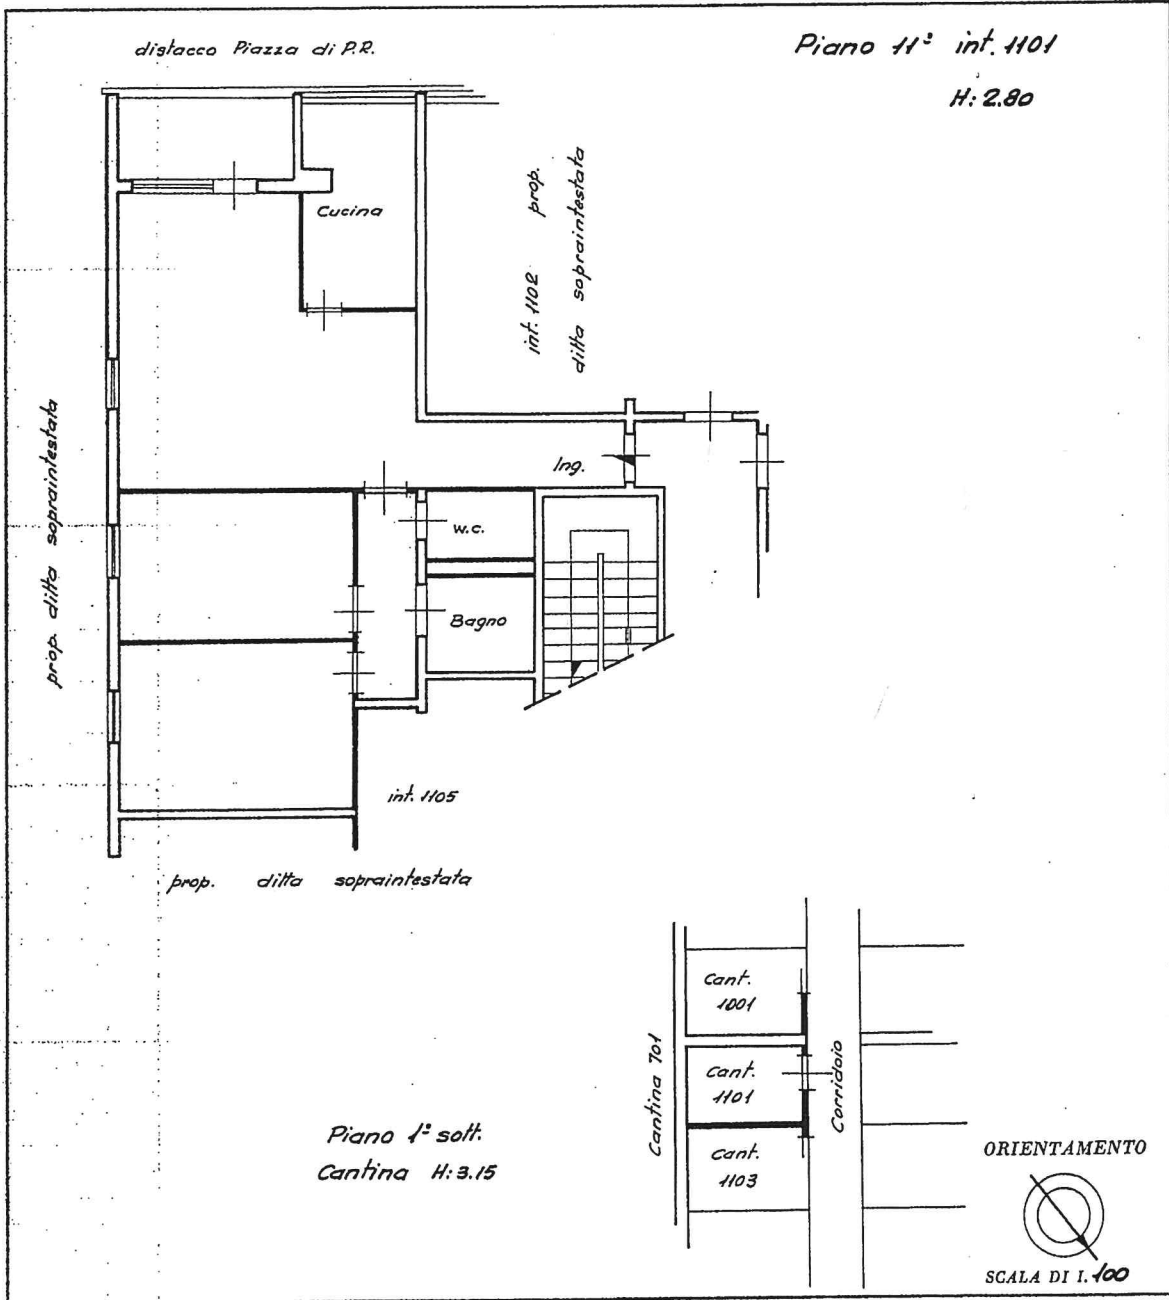 distacco Piazza di P.R.
Piano 11° int. 1101
H: 2.80
Cucina
int. 1102 prop.
ditta sopraintestata
prop. ditta sopraintestata
Ing.
w.c.
Bagno
int. 1105
prop. ditta sopraintestata
Cant.
1001
Cantina 701
Cant.
1101
Corridoio
Cant.
1103
Piano 1° sott.
Cantina H: 3.15
ORIENTAMENTO
SCALA DI 1. 100